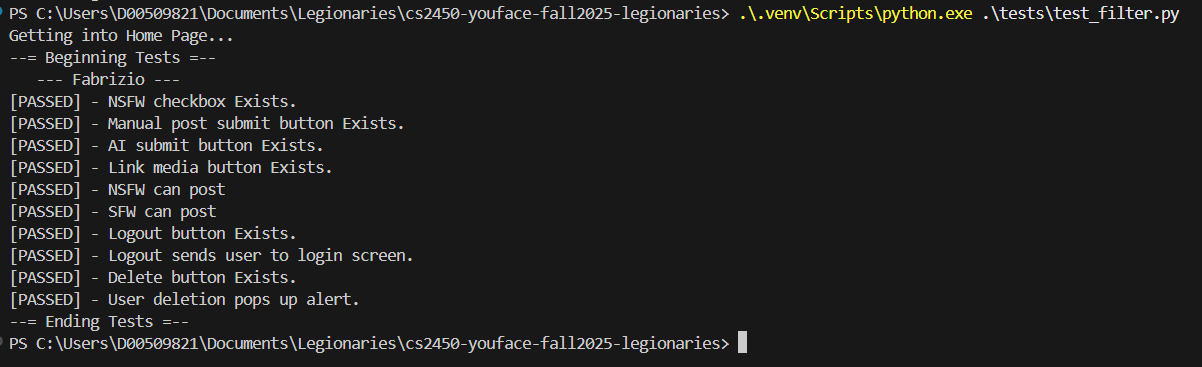 PS C:\Users\D00509821\Documents\Legionaries\cs2450-youface-fall2025-legionaries> .\.venv\Scripts\python.exe .\tests\test_filter.py
Getting into Home Page...
--= Beginning Tests =--
   --- Fabrizio ---
[PASSED] - NSFW checkbox Exists.
[PASSED] - Manual post submit button Exists.
[PASSED] - AI submit button Exists.
[PASSED] - Link media button Exists.
[PASSED] - NSFW can post
[PASSED] - SFW can post
[PASSED] - Logout button Exists.
[PASSED] - Logout sends user to login screen.
[PASSED] - Delete button Exists.
[PASSED] - User deletion pops up alert.
--= Ending Tests =--
PS C:\Users\D00509821\Documents\Legionaries\cs2450-youface-fall2025-legionaries>